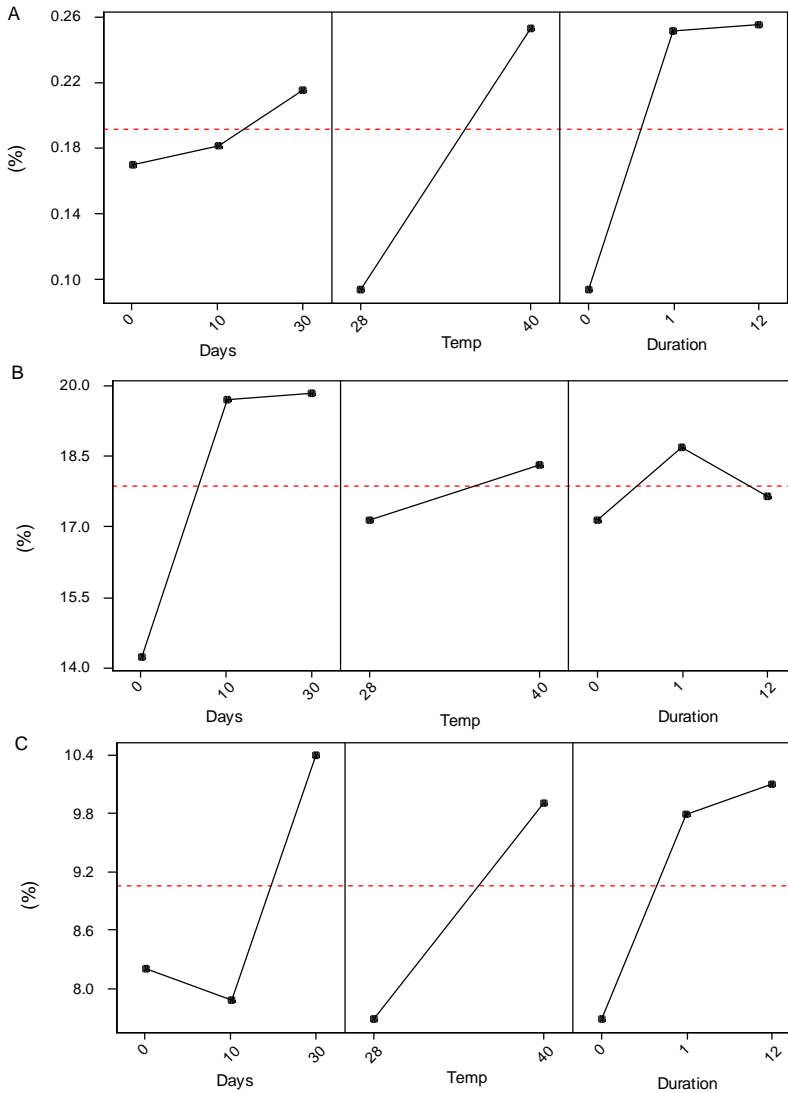 A
0.26
0.22
0.18
0.14
0.10
(%)
0 10 30 28 40 0 1 12
Days Temp Duration
B
20.0
18.5
17.0
15.5
14.0
(%)
0 10 30 28 40 0 1 12
Days Temp Duration
C
10.4
9.8
9.2
8.6
8.0
(%)
0 10 30 28 40 0 1 12
Days Temp Duration